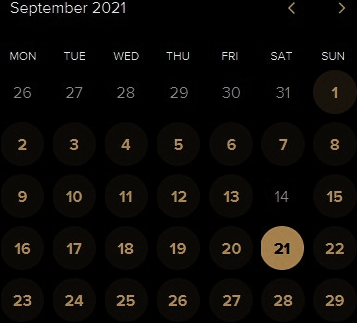 September 2021
MON TUE WED THU FRI SAT SUN
26 27 28 29 30 31 1
2 3 4 5 6 7 8
9 10 11 12 13 14 15
16 17 18 19 20 21 22
23 24 25 26 27 28 29